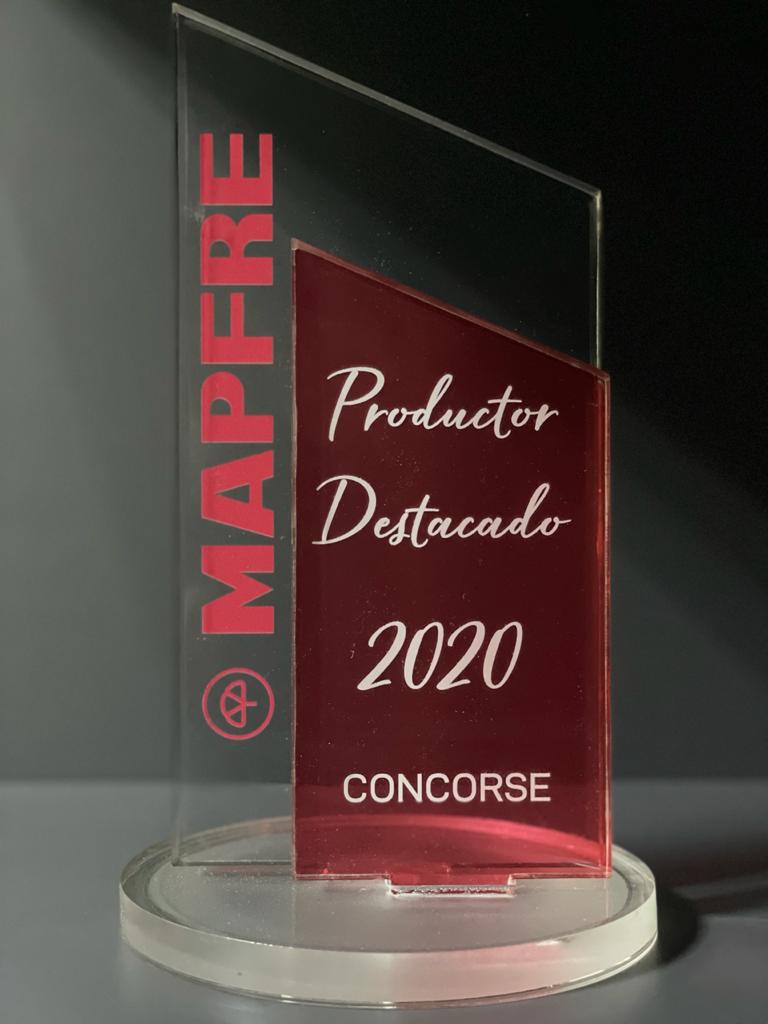 MAPFRE
Productor
Destacado
2020
CONCORSE